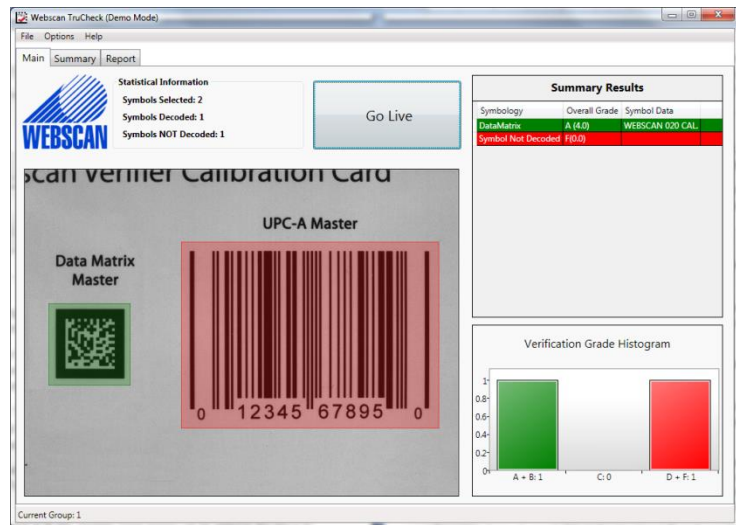 Webscan TruCheck (Demo Mode)
File Options Help
Main Summary Report
WEBSCAN
Statistical Information
Symbols Selected: 2
Symbols Decoded: 1
Symbols NOT Decoded: 1
Go Live
Summary Results
Symbology Overall Grade Symbol Data
DataMatrix A (4.0) WEBSCAN 020 CAL.
Symbol Not Decoded F(0.0)
scan Verifier Calibration Card
UPC-A Master
Data Matrix
Master
0 12345 67895 0
Verification Grade Histogram
1
0.8
0.6
0.4
0.2
0
A + B: 1 C: 0 D + F: 1
Current Group: 1